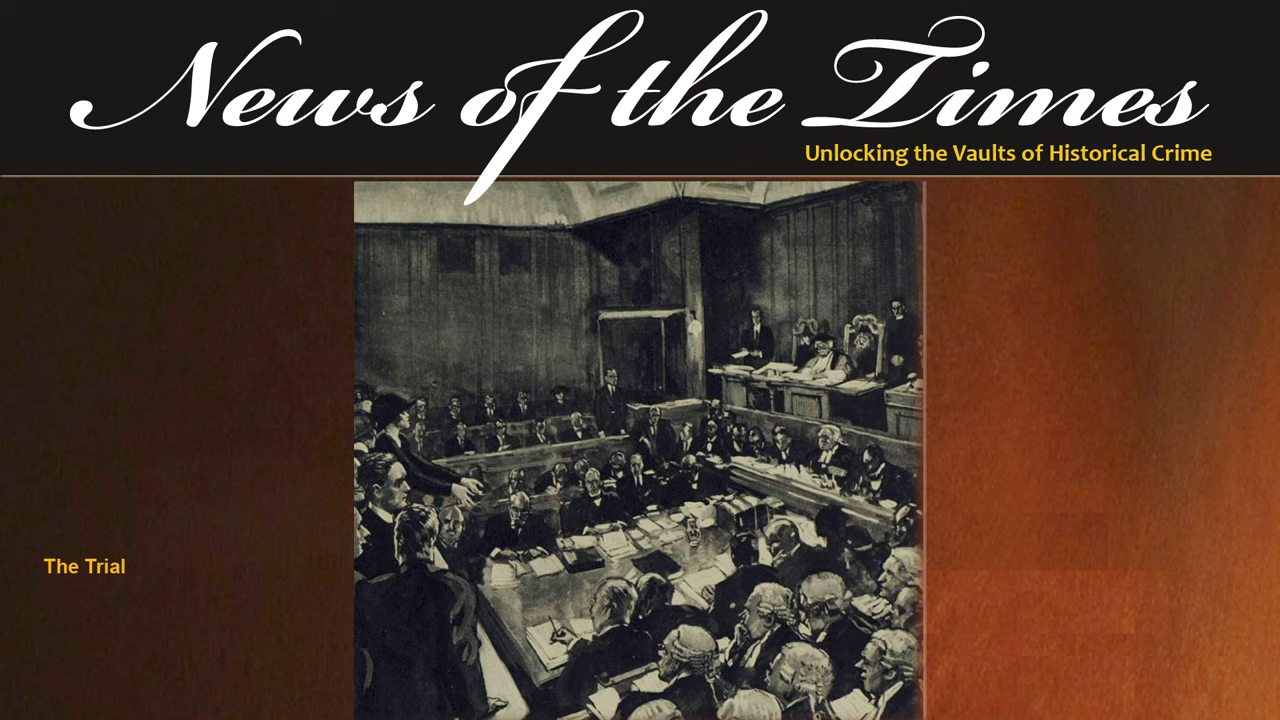 News of the Times
Unlocking the Vaults of Historical Crime
The Trial